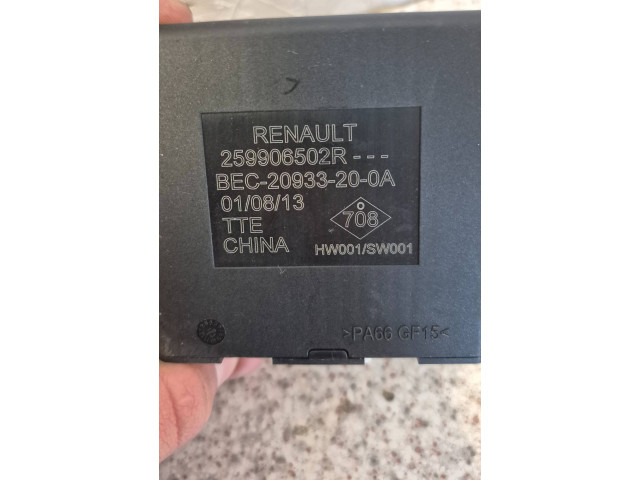 RENAULT
259906502R - - -
BEC-20933-20-0A
01/08/13
TTE
708
CHINA
HW001/SW001
>PA66 GF15<